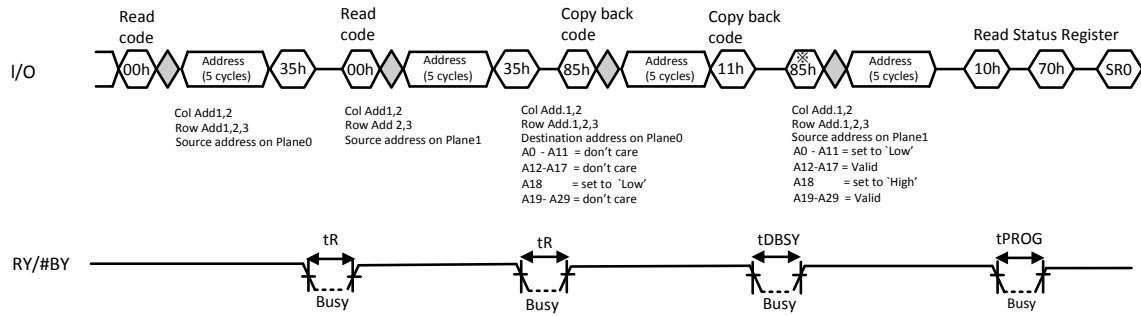 Read code
Read code
Copy back code
Copy back code
Read Status Register
I/O
00h
Address (5 cycles)
35h
00h
Address (5 cycles)
35h
85h
Address (5 cycles)
11h
※
85h
Address (5 cycles)
10h
70h
SR0
Col Add1,2
Row Add1,2,3
Source address on Plane0
Col Add1,2
Row Add 2,3
Source address on Plane1
Col Add.1,2
Row Add.1,2,3
Destination address on Plane0
A0 - A11 = don't care
A12-A17 = don't care
A18 = set to `Low'
A19- A29 = don't care
Col Add.1,2
Row Add.1,2,3
Source address on Plane1
A0 - A11 = set to `Low'
A12-A17 = Valid
A18 = set to `High'
A19-A29 = Valid
RY/#BY
tR
Busy
tR
Busy
tDBSY
Busy
tPROG
Busy